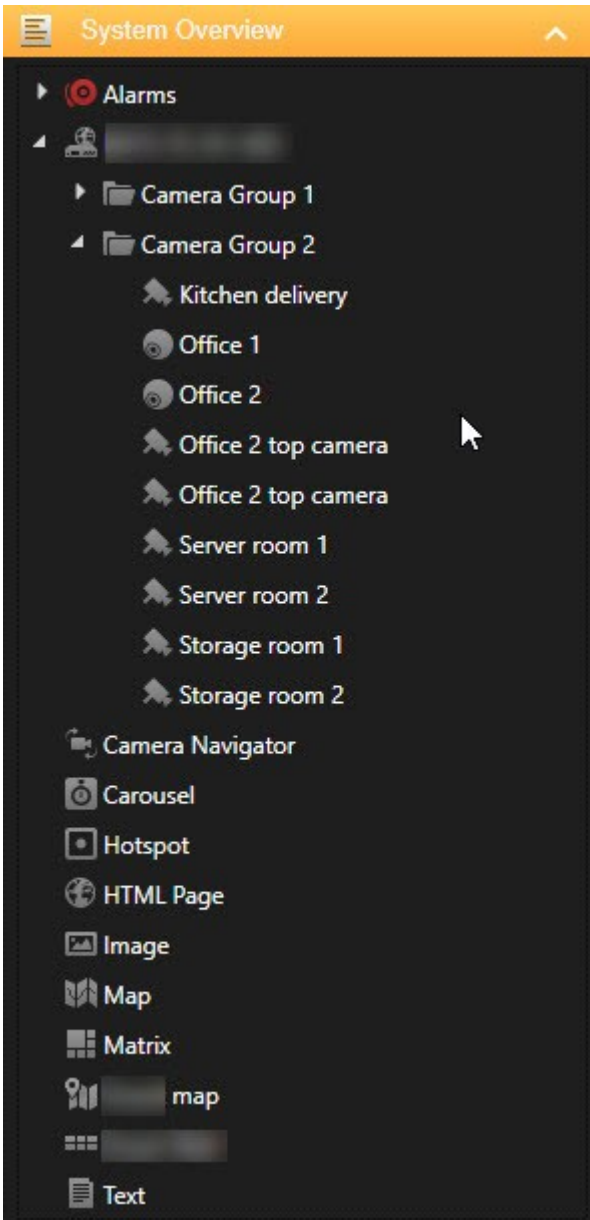 System Overview
Alarms
Camera Group 1
Camera Group 2
Kitchen delivery
Office 1
Office 2
Office 2 top camera
Office 2 top camera
Server room 1
Server room 2
Storage room 1
Storage room 2
Camera Navigator
Carousel
Hotspot
HTML Page
Image
Map
Matrix
map
Text